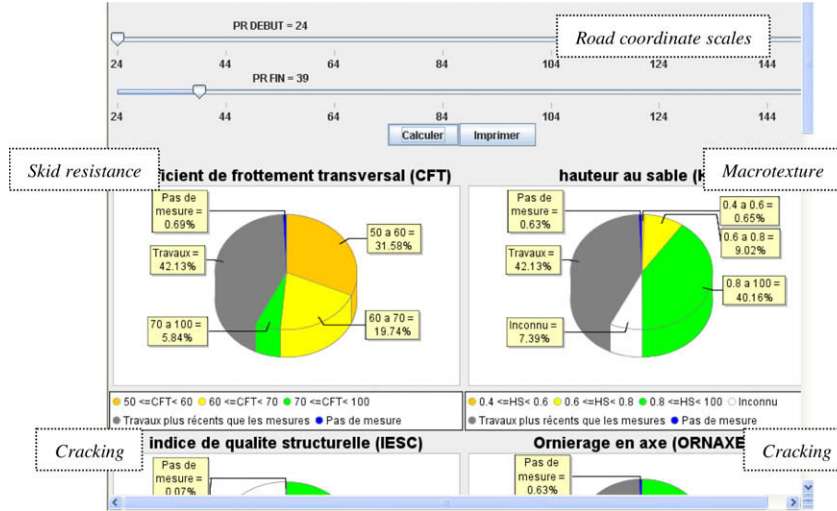 PR DEBUT = 24
Road coordinate scales
24 44 64 84 104 124 144
PR FIN = 39
24 44 64 84 104 124 144
Calculer Imprimer
Skid resistance
ficient de frottement transversal (CFT)
hauteur au sable (H
Macrotexture
Pas de
mesure =
0.69%
50 a 60 =
31.58%
Travaux =
42.13%
70 a 100 =
5.84%
60 a 70 =
19.74%
Pas de
mesure =
0.63%
0.4 a 0.6 =
0.65%
0.6 a 0.8 =
9.02%
Travaux =
42.13%
0.8 a 100 =
40.16%
Inconnu =
7.39%
50 <=CFT< 60 60 <=CFT< 70 70 <=CFT< 100
Travaux plus récents que les mesures Pas de mesure
0.4 <=HS< 0.6 0.6 <=HS< 0.8 0.8 <=HS< 100 Inconnu
Travaux plus récents que les mesures Pas de mesure
Cracking
indice de qualite structurelle (IESC)
Ornierage en axe (ORNAXE
Cracking
Pas de
mesure =
0.07%
Pas de
mesure =
0.63%